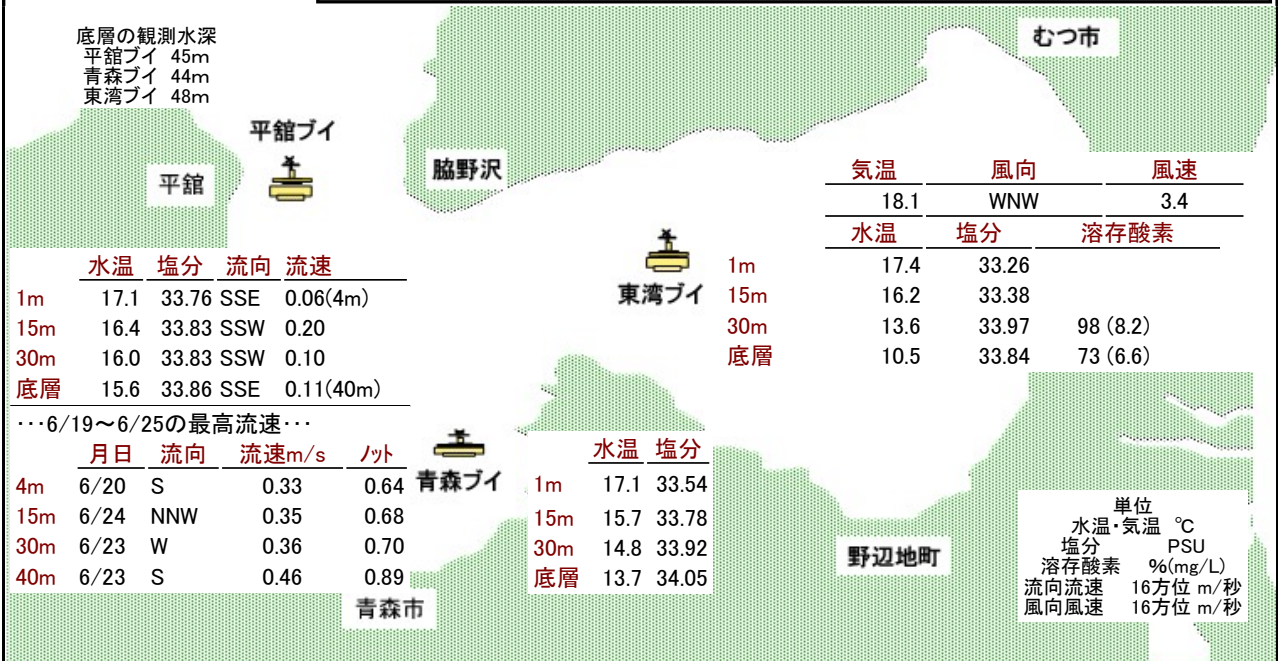 底層の観測水深
平舘ブイ 45m
青森ブイ 44m
東湾ブイ 48m
むつ市
平舘ブイ
平舘
脇野沢
気温 風向 風速
18.1 WNW 3.4
水温 塩分 溶存酸素
1m 17.4 33.26
15m 16.2 33.38
30m 13.6 33.97 98 (8.2)
底層 10.5 33.84 73 (6.6)
東湾ブイ
水温 塩分 流向 流速
1m 17.1 33.76 SSE 0.06(4m)
15m 16.4 33.83 SSW 0.20
30m 16.0 33.83 SSW 0.10
底層 15.6 33.86 SSE 0.11(40m)
･･･6/19～6/25の最高流速･･･
月日 流向 流速m/s ﾉｯﾄ
4m 6/20 S 0.33 0.64
15m 6/24 NNW 0.35 0.68
30m 6/23 W 0.36 0.70
40m 6/23 S 0.46 0.89
青森ブイ
水温 塩分
1m 17.1 33.54
15m 15.7 33.78
30m 14.8 33.92
底層 13.7 34.05
青森市
野辺地町
単位
水温・気温 ℃
塩分 PSU
溶存酸素 %(mg/L)
流向流速 16方位 m/秒
風向風速 16方位 m/秒